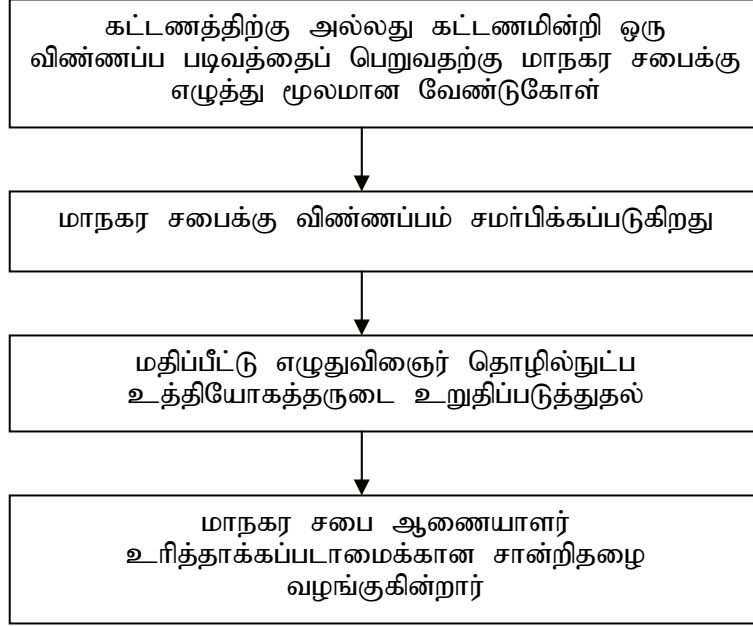 கட்டணத்திற்கு அல்லது கட்டணமின்றி ஒரு
விண்ணப்ப படிவத்தைப் பெறுவதற்கு மாநகர சபைக்கு
எழுத்து மூலமான வேண்டுகோள்
மாநகர சபைக்கு விண்ணப்பம் சமர்பிக்கப்படுகிறது
மதிப்பீட்டு எழுதுவிஞைர் தொழில்நுட்ப
உத்தியோகத்தருடை உறுதிப்படுத்துதல்
மாநகர சபை ஆணையாளர்
உரித்தாக்கப்படாமைக்கான சான்றிதழை
வழங்குகின்றார்